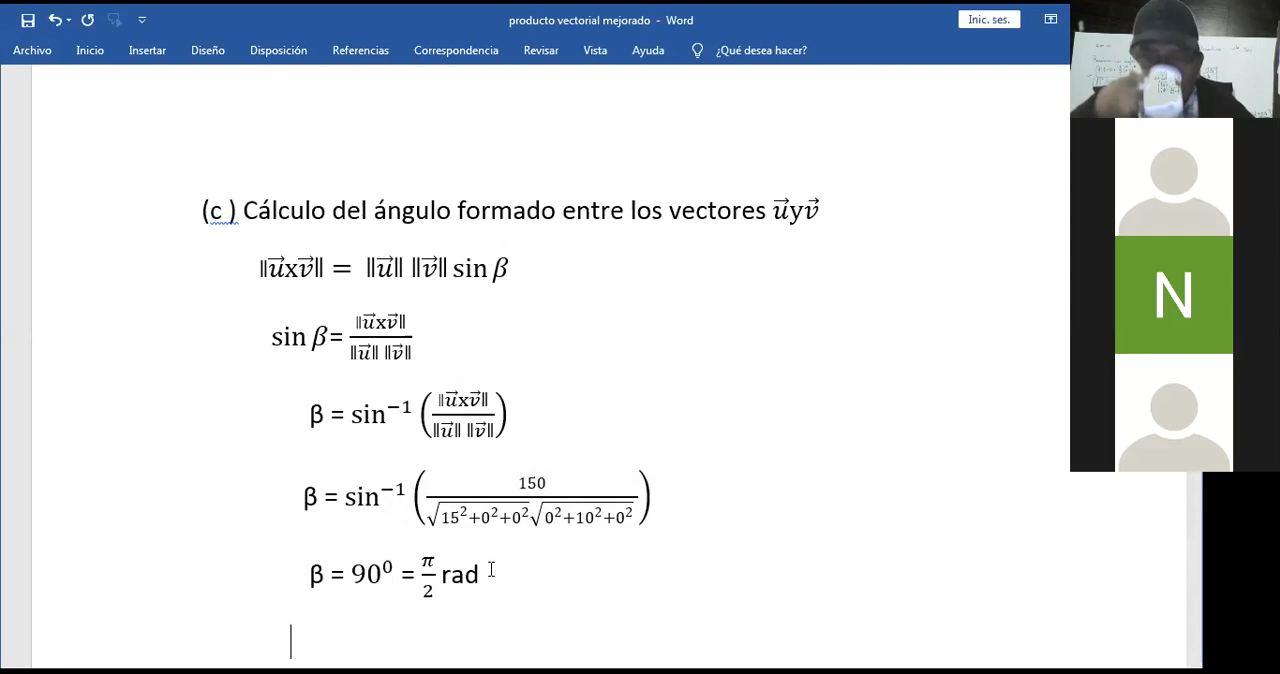 producto vectorial mejorado - Word
Inic. ses.
Archivo Inicio Insertar Diseño Disposición Referencias Correspondencia Revisar Vista Ayuda ¿Qué desea hacer?
(c ) Cálculo del ángulo formado entre los vectores u⃗yv⃗
‖u⃗xv⃗‖ = ‖u⃗‖ ‖v⃗‖ sin β
sin β= ‖u⃗xv⃗‖ / ‖u⃗‖ ‖v⃗‖
β = sin⁻¹ (‖u⃗xv⃗‖ / ‖u⃗‖ ‖v⃗‖)
β = sin⁻¹ (150 / √(15²+0²+0²)√(0²+10²+0²))
β = 90⁰ = π/2 rad
N